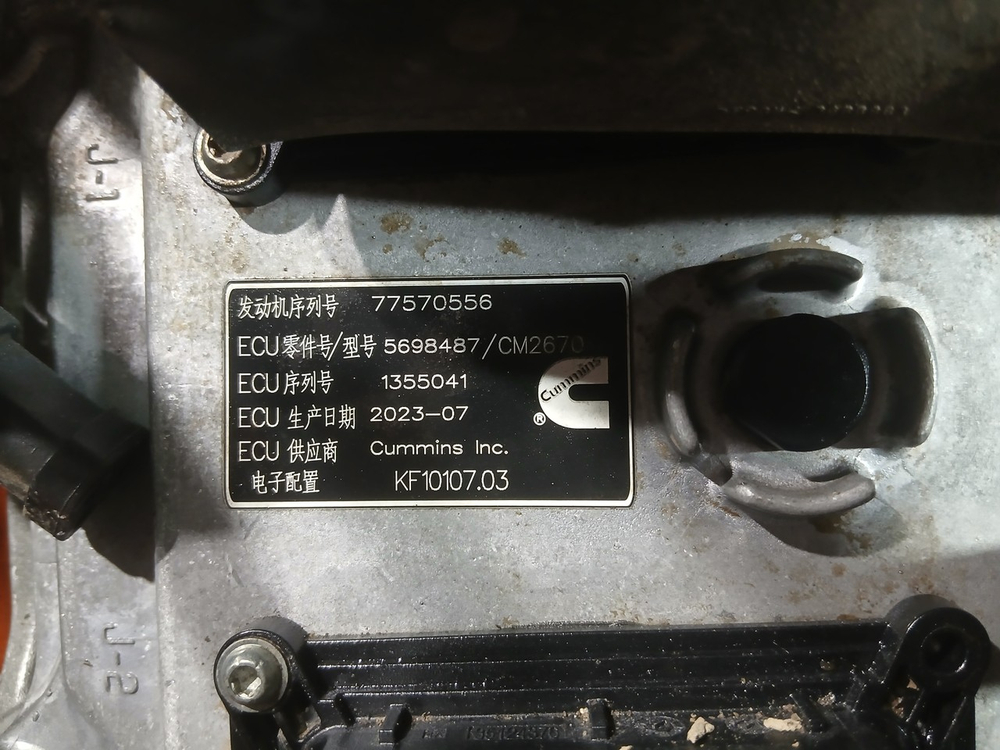 J-1
发动机序列号 77570556
ECU零件号/型号 5698487/CM2670
Cummins
ECU序列号 1355041
®
ECU 生产日期 2023-07
ECU 供应商 Cummins Inc.
电子配置 KF10107.03
J-2